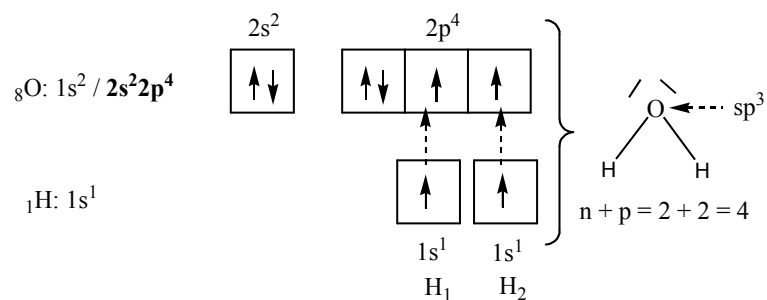 2s² 2p⁴
₈O: 1s² / 2s²2p⁴
O sp³
H H
₁H: 1s¹
n + p = 2 + 2 = 4
1s¹ 1s¹
H₁ H₂